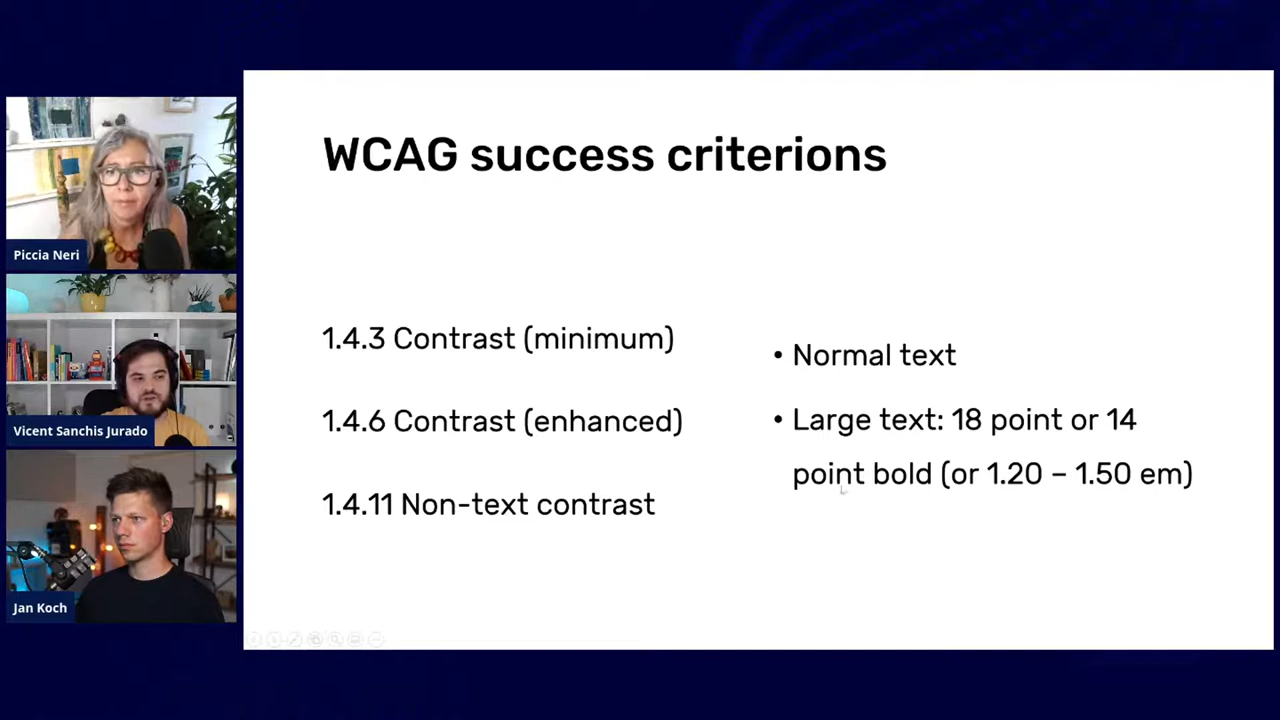 WCAG success criterions
1.4.3 Contrast (minimum)
1.4.6 Contrast (enhanced)
1.4.11 Non-text contrast
• Normal text
• Large text: 18 point or 14
point bold (or 1.20 – 1.50 em)
Piccia Neri
Vicent Sanchis Jurado
Jan Koch